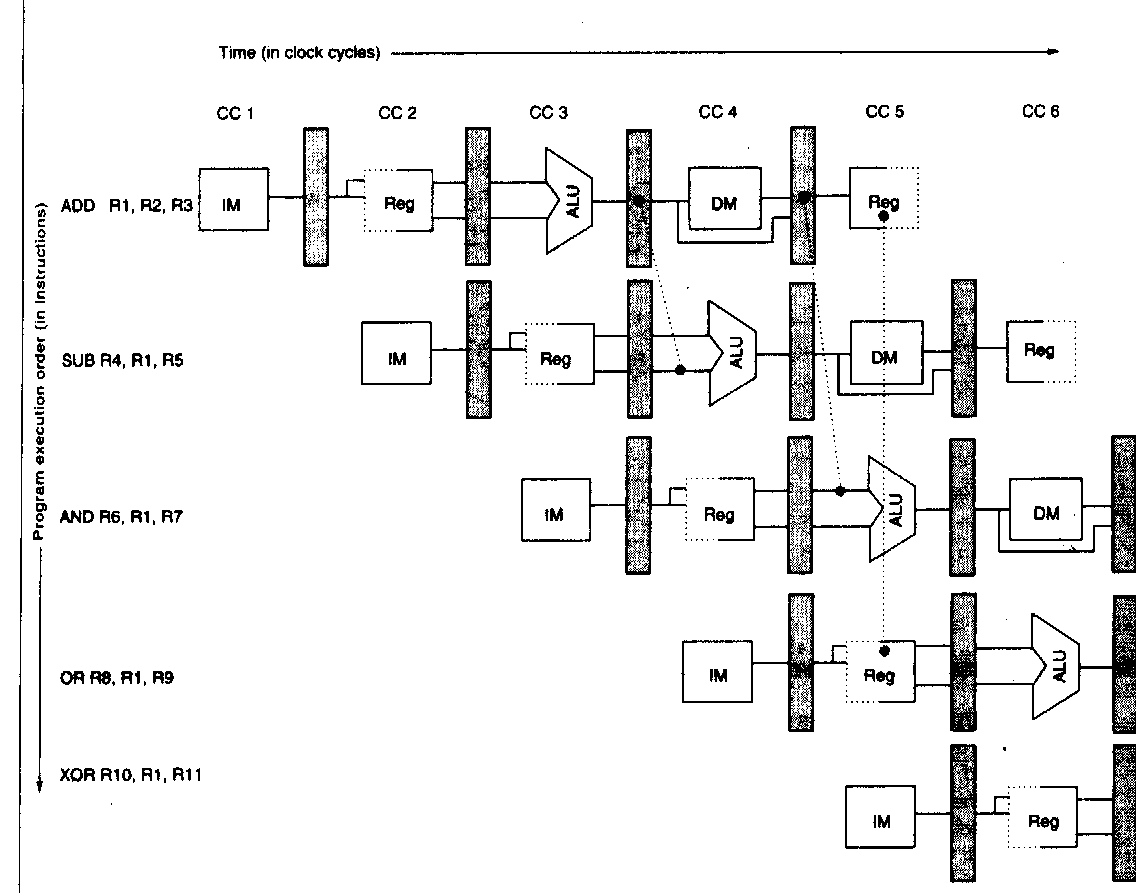 Time (in clock cycles)
CC 1 CC 2 CC 3 CC 4 CC 5 CC 6
Program execution order (in instructions)
ADD R1, R2, R3 IM Reg ALU DM Reg
SUB R4, R1, R5 IM Reg ALU DM Reg
AND R6, R1, R7 IM Reg ALU DM
OR R8, R1, R9 IM Reg ALU
XOR R10, R1, R11 IM Reg